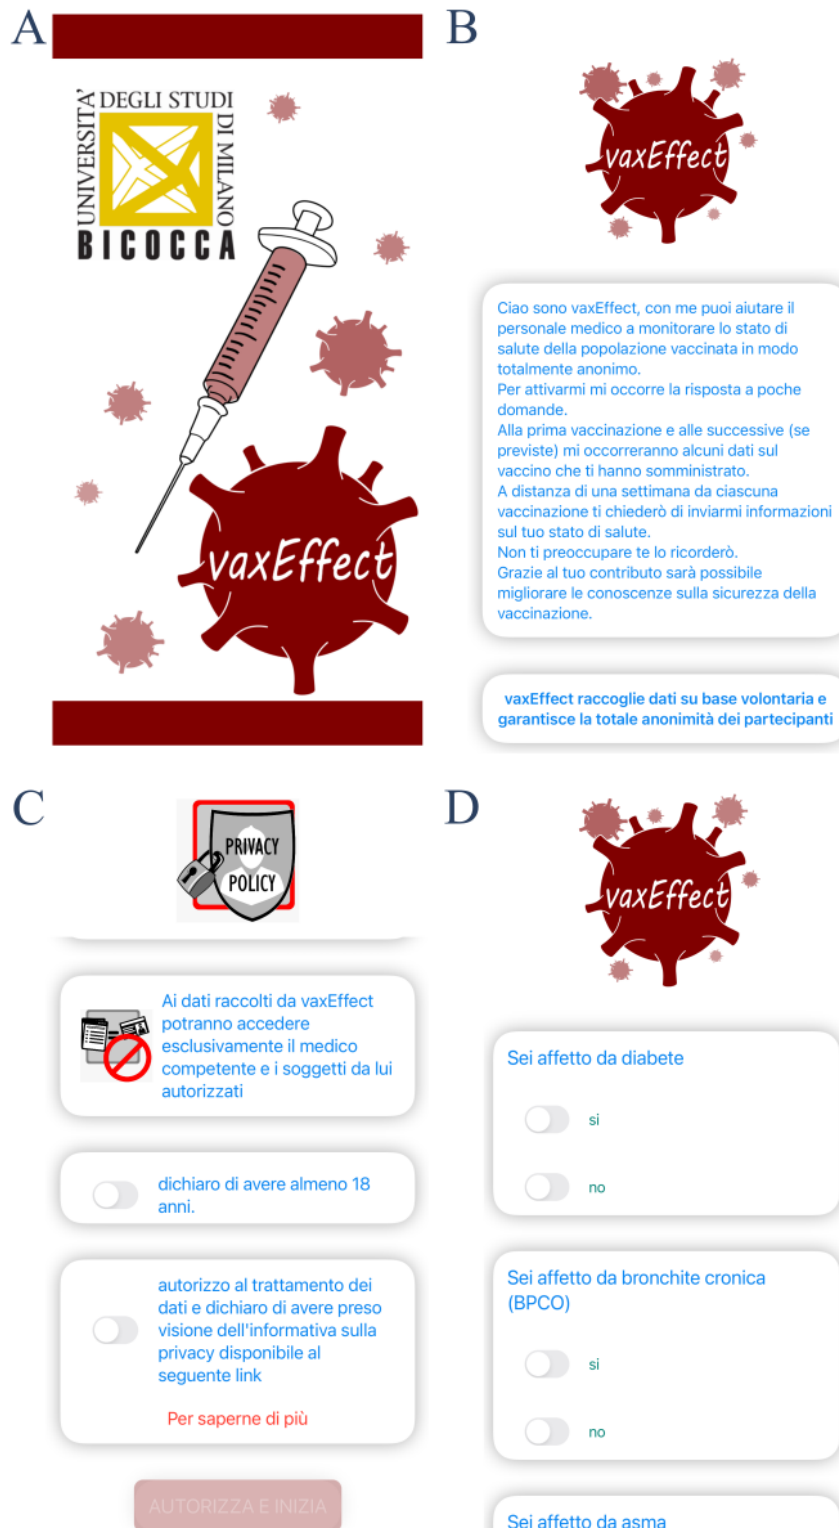 A
UNIVERSITA'
DEGLI STUDI
DI MILANO
BICOCCA
vaxEffect
B
vaxEffect
Ciao sono vaxEffect, con me puoi aiutare il
personale medico a monitorare lo stato di
salute della popolazione vaccinata in modo
totalmente anonimo.
Per attivarmi mi occorre la risposta a poche
domande.
Alla prima vaccinazione e alle successive (se
previste) mi occorreranno alcuni dati sul
vaccino che ti hanno somministrato.
A distanza di una settimana da ciascuna
vaccinazione ti chiederò di inviarmi informazioni
sul tuo stato di salute.
Non ti preoccupare te lo ricorderò.
Grazie al tuo contributo sarà possibile
migliorare le conoscenze sulla sicurezza della
vaccinazione.
vaxEffect raccoglie dati su base volontaria e
garantisce la totale anonimità dei partecipanti
C
PRIVACY
POLICY
Ai dati raccolti da vaxEffect
potranno accedere
esclusivamente il medico
competente e i soggetti da lui
autorizzati
dichiaro di avere almeno 18
anni.
autorizzo al trattamento dei
dati e dichiaro di avere preso
visione dell'informativa sulla
privacy disponibile al
seguente link
Per saperne di più
AUTORIZZA E INIZIA
D
vaxEffect
Sei affetto da diabete
si
no
Sei affetto da bronchite cronica
(BPCO)
si
no
Sei affetto da asma